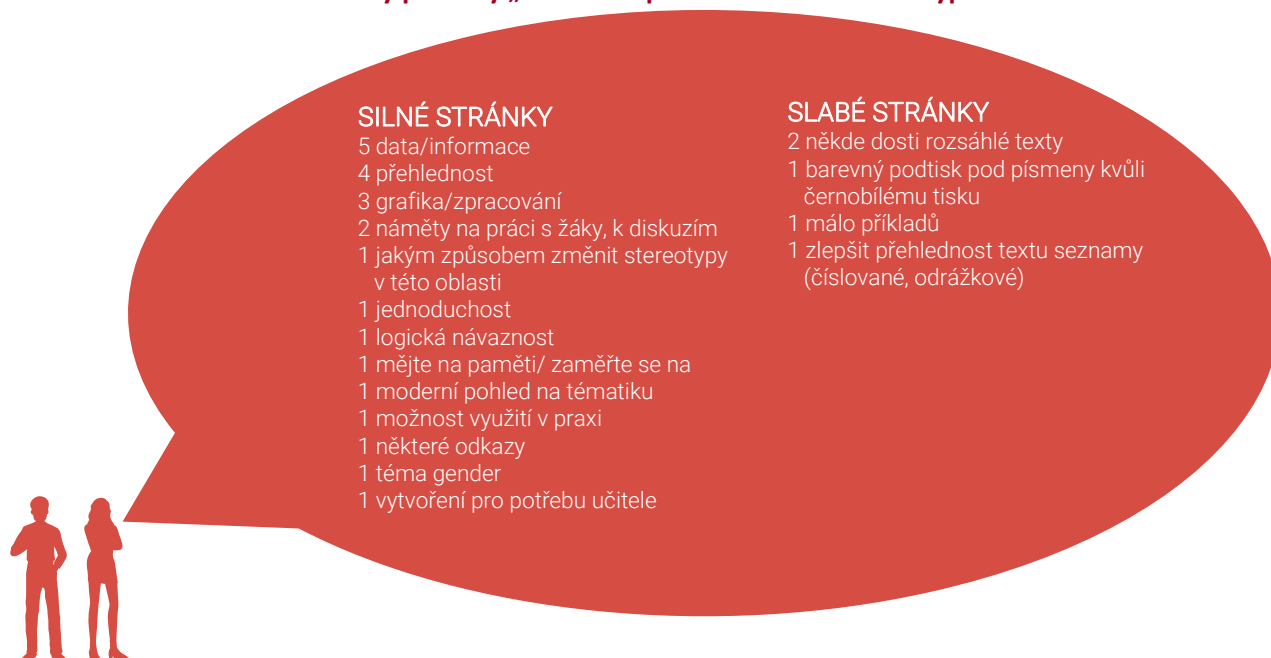 SILNÉ STRÁNKY
5 data/informace
4 přehlednost
3 grafika/zpracování
2 náměty na práci s žáky, k diskuzím
1 jakým způsobem změnit stereotypy
v této oblasti
1 jednoduchost
1 logická návaznost
1 mějte na paměti/ zaměřte se na
1 moderní pohled na tématiku
1 možnost využití v praxi
1 některé odkazy
1 téma gender
1 vytvoření pro potřebu učitele
SLABÉ STRÁNKY
2 někde dosti rozsáhlé texty
1 barevný podtisk pod písmeny kvůli
černobílému tisku
1 málo příkladů
1 zlepšit přehlednost textu seznamy
(číslované, odrážkové)